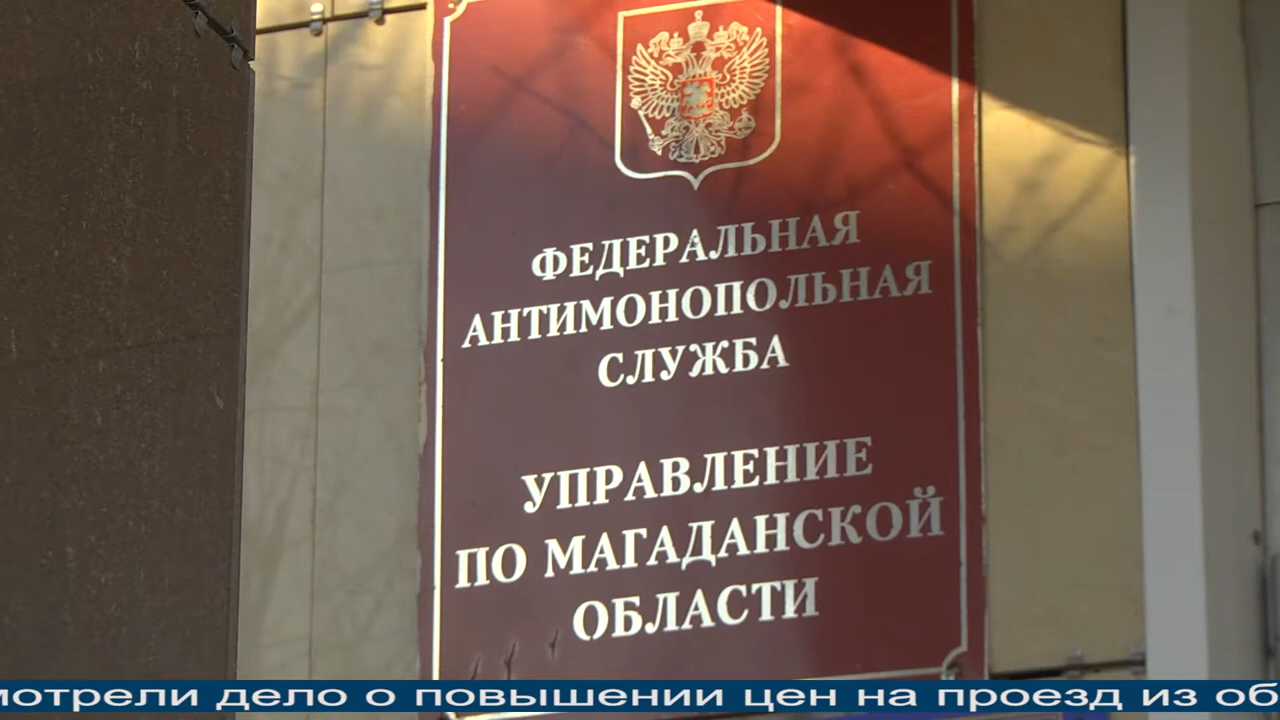 ФЕДЕРАЛЬНАЯ
АНТИМОНОПОЛЬНАЯ
СЛУЖБА
УПРАВЛЕНИЕ
ПО МАГАДАНСКОЙ
ОБЛАСТИ
мотрели дело о повышении цен на проезд из об